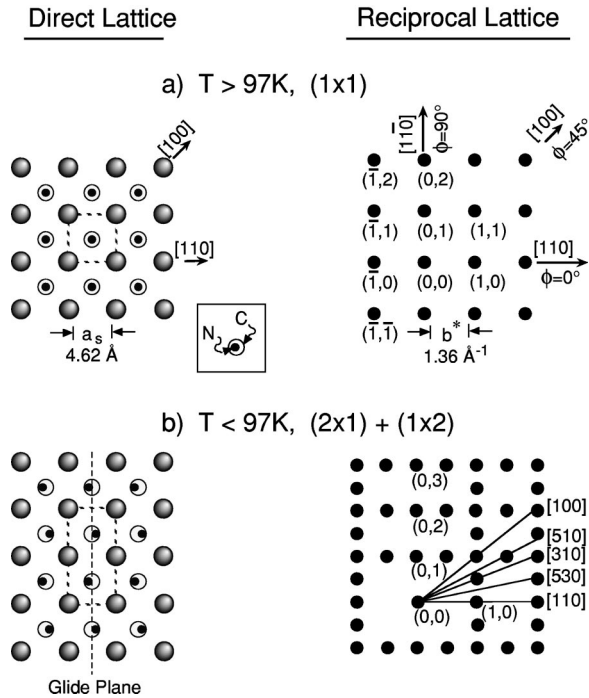 Direct Lattice
Reciprocal Lattice
a) T > 97K, (1x1)
[100]
[110]
a_s
4.62 Å
N
C
[11̅0]
ϕ=90°
[100]
ϕ=45°
(1̅,2) (0,2)
(1̅,1) (0,1) (1,1)
[110]
(1̅,0) (0,0) (1,0)
ϕ=0°
(1̅,1̅)
b*
1.36 Å⁻¹
b) T < 97K, (2x1) + (1x2)
Glide Plane
(0,3)
(0,2)
[100]
[510]
(0,1)
[310]
[530]
[110]
(0,0)
(1,0)